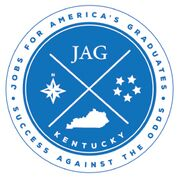 • JOBS FOR AMERICA'S GRADUATES •
JAG
N
KENTUCKY
SUCCESS AGAINST THE ODDS